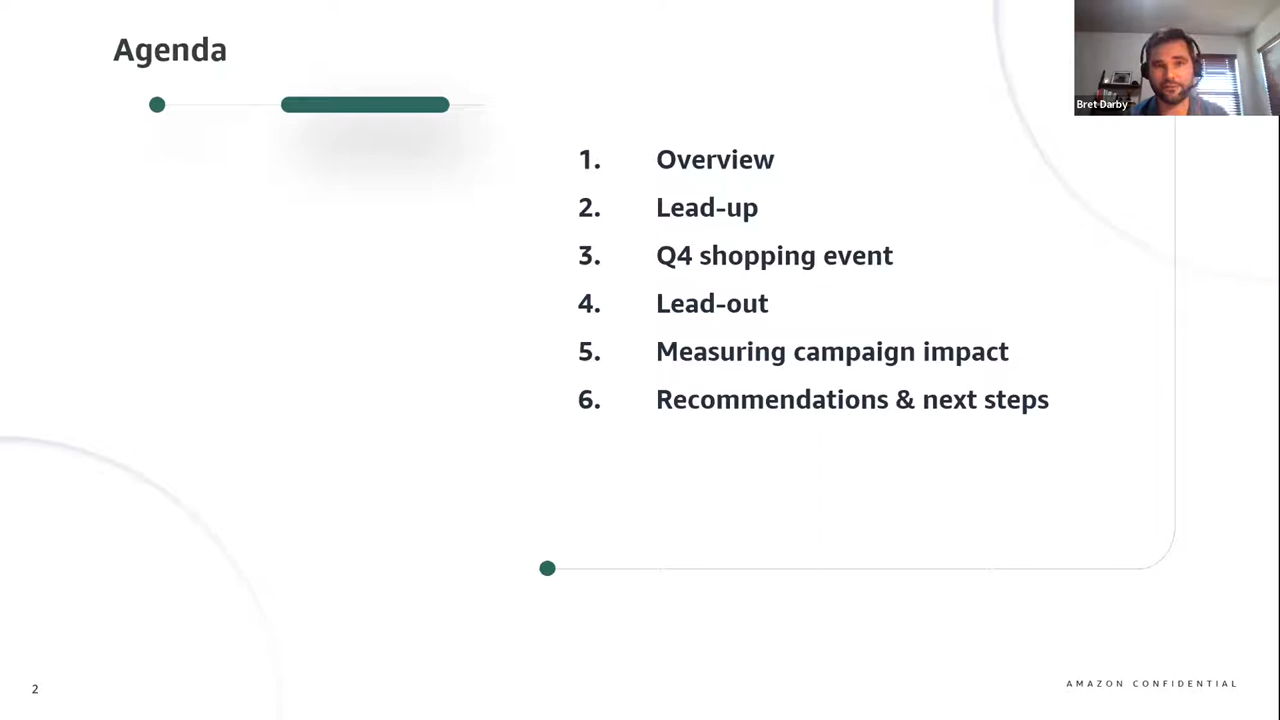 Agenda
Bret Darby
1. Overview
2. Lead-up
3. Q4 shopping event
4. Lead-out
5. Measuring campaign impact
6. Recommendations & next steps
2
AMAZON CONFIDENTIAL